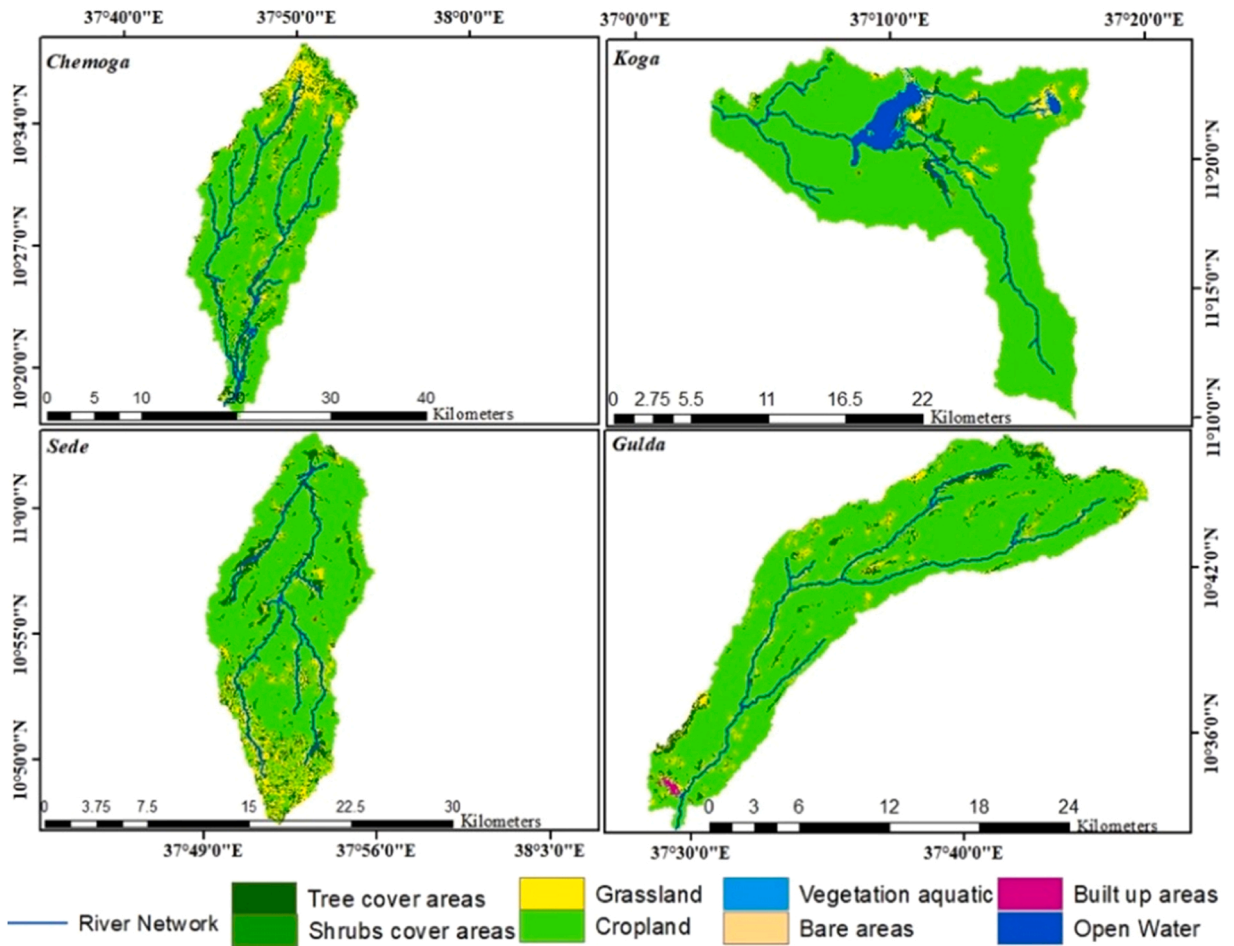 37°40'0"E 37°50'0"E 38°0'0"E 37°0'0"E 37°10'0"E 37°20'0"E
Chemoga
Koga
10°34'0"N
10°27'0"N
10°20'0"N
11°20'0"N
11°15'0"N
11°10'0"N
0 5 10 20 30 40
Kilometers
0 2.75 5.5 11 16.5 22
Kilometers
Sede
Gulda
11°0'0"N
10°55'0"N
10°50'0"N
10°42'0"N
10°36'0"N
0 3.75 7.5 15 22.5 30
Kilometers
0 3 6 12 18 24
Kilometers
37°49'0"E 37°56'0"E 38°3'0"E 37°30'0"E 37°40'0"E
River Network
Tree cover areas
Shrubs cover areas
Grassland
Cropland
Vegetation aquatic
Bare areas
Built up areas
Open Water